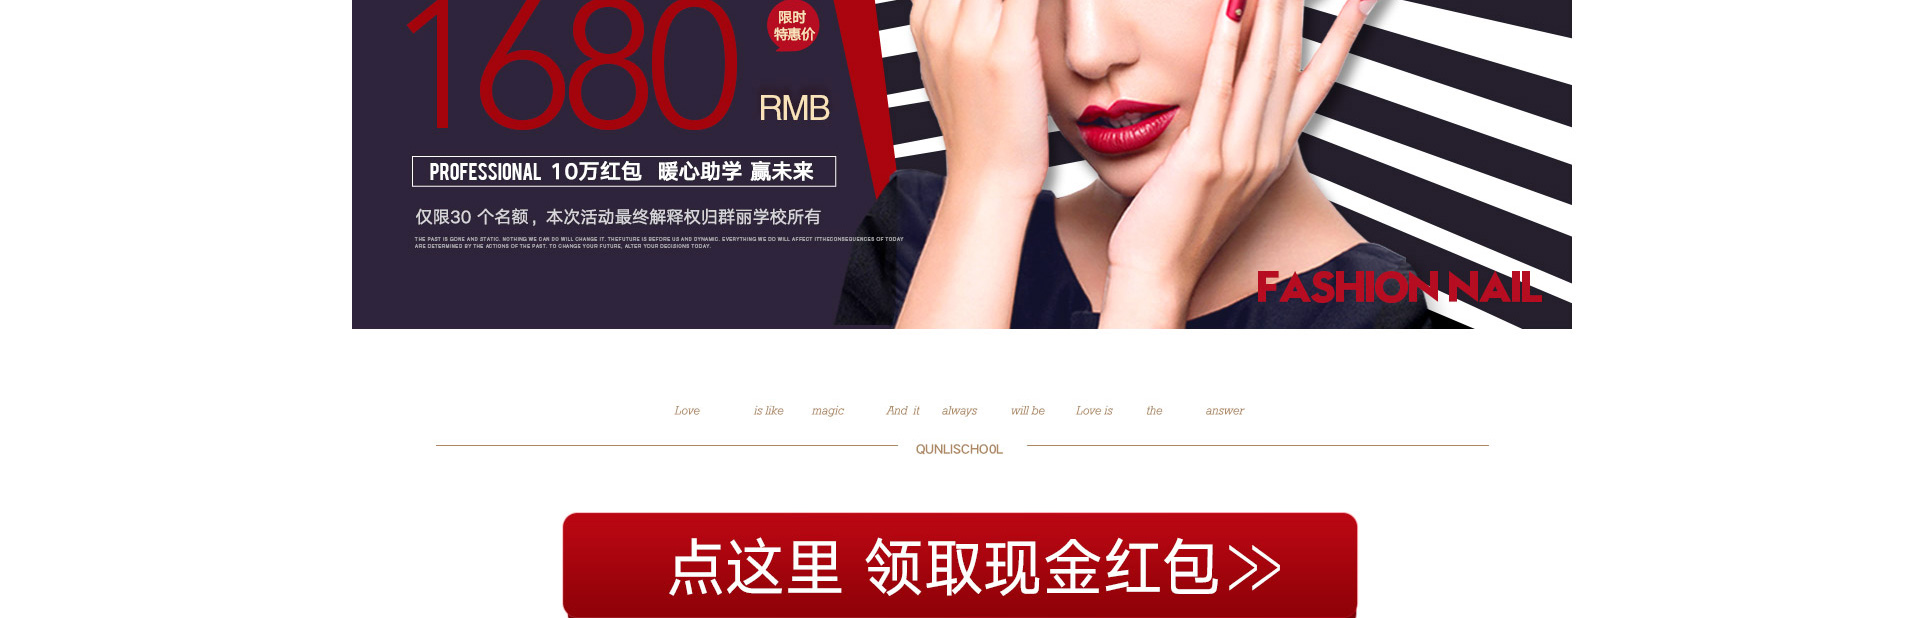 1680
限时
特惠价
RMB
PROFESSIONAL 10万红包 暖心助学 赢未来
仅限30 个名额，本次活动最终解释权归群丽学校所有
THE PAST IS GONE AND STATIC. NOTHING WE CAN DO WILL CHANGE IT. THEFUTURE IS BEFORE US AND DYNAMIC. EVERYTHING WE DO WILL AFFECT ITTHECONSEQUENCES OF TODAY
ARE DETERMINED BY THE ACTIONS OF THE PAST. TO CHANGE YOUR FUTURE, ALTER YOUR DECISIONS TODAY.
FASHION NAIL
Love is like magic And it always will be Love is the answer
QUNLISCHO0L
点这里 领取现金红包>>